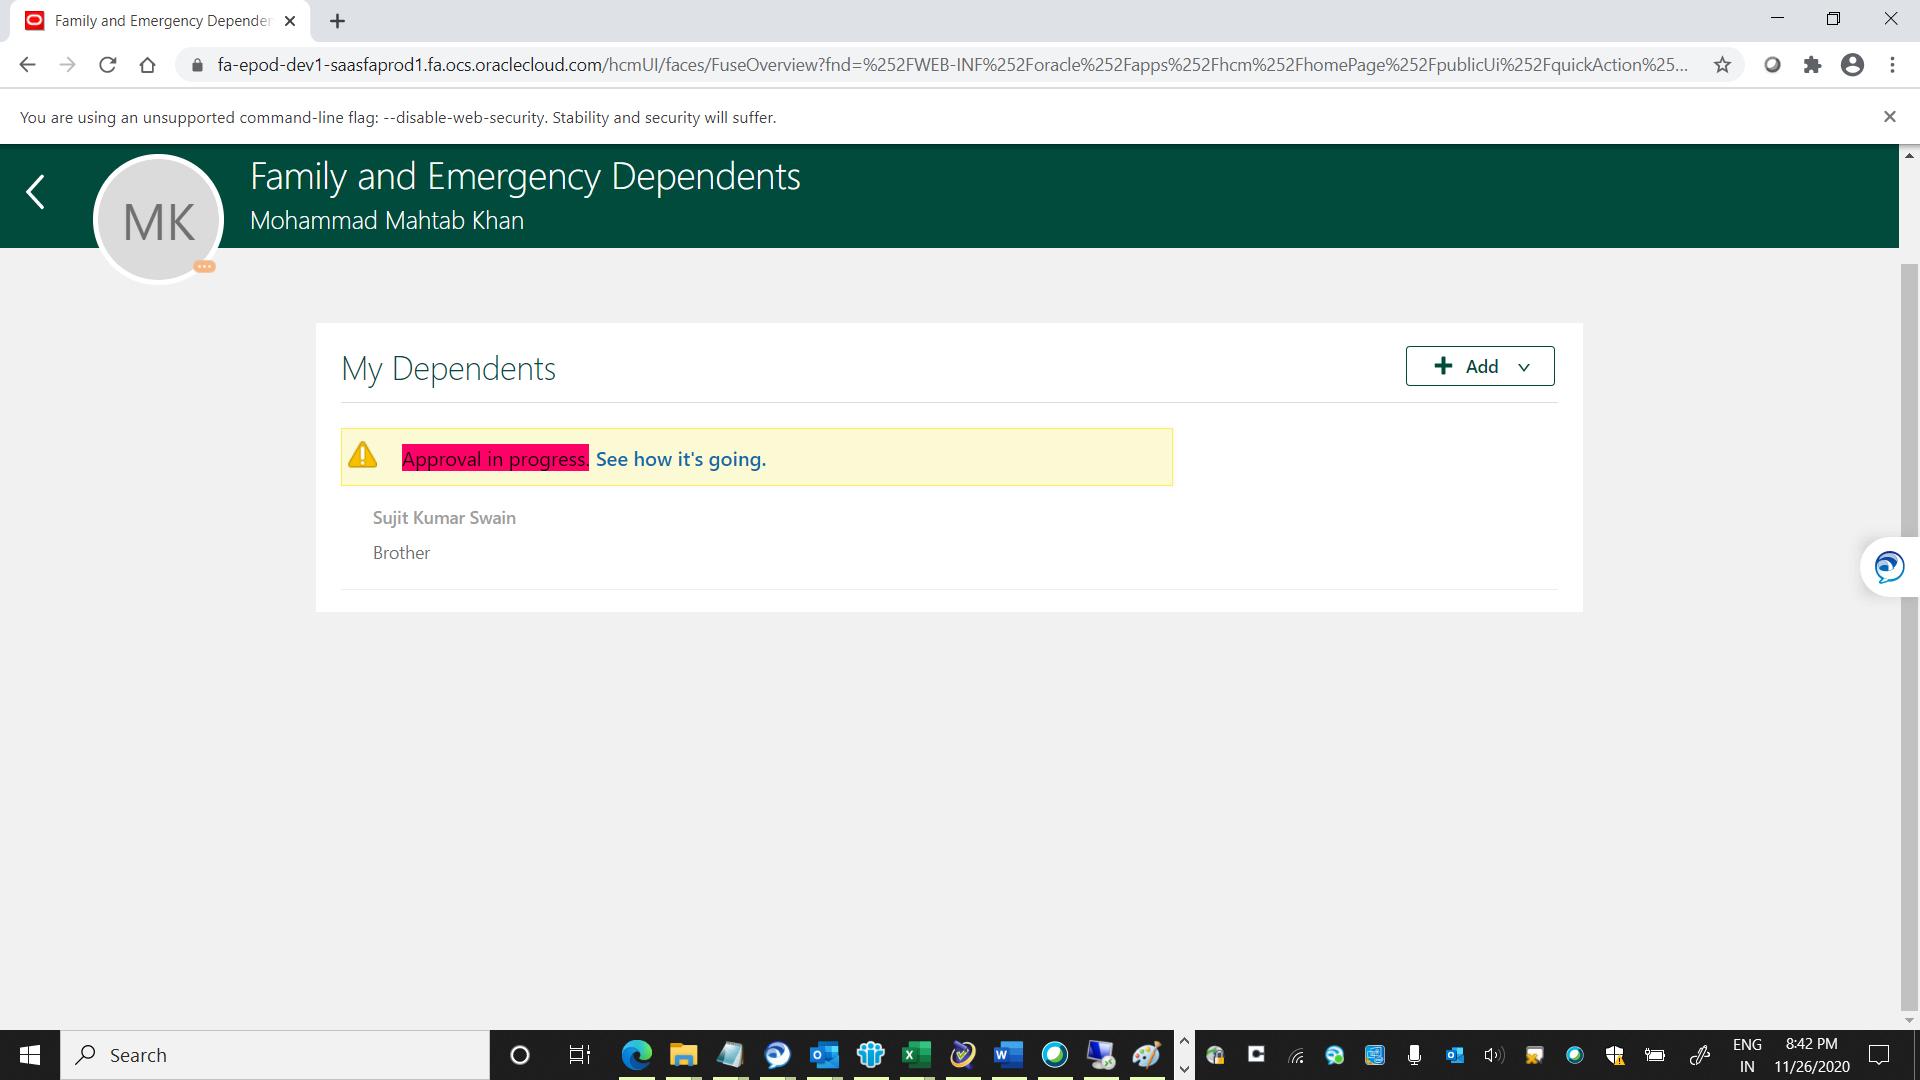 Family and Emergency Depender
fa-epod-dev1-saasfaprod1.fa.ocs.oraclecloud.com/hcmUI/faces/FuseOverview?fnd=%252FWEB-INF%252Foracle%252Fapps%252Fhcm%252FhomePage%252FpublicUi%252FquickAction%25...
You are using an unsupported command-line flag: --disable-web-security. Stability and security will suffer.
Family and Emergency Dependents
MK
Mohammad Mahtab Khan
My Dependents
Add
Approval in progress. See how it's going.
Sujit Kumar Swain
Brother
Search
ENG
IN
8:42 PM
11/26/2020